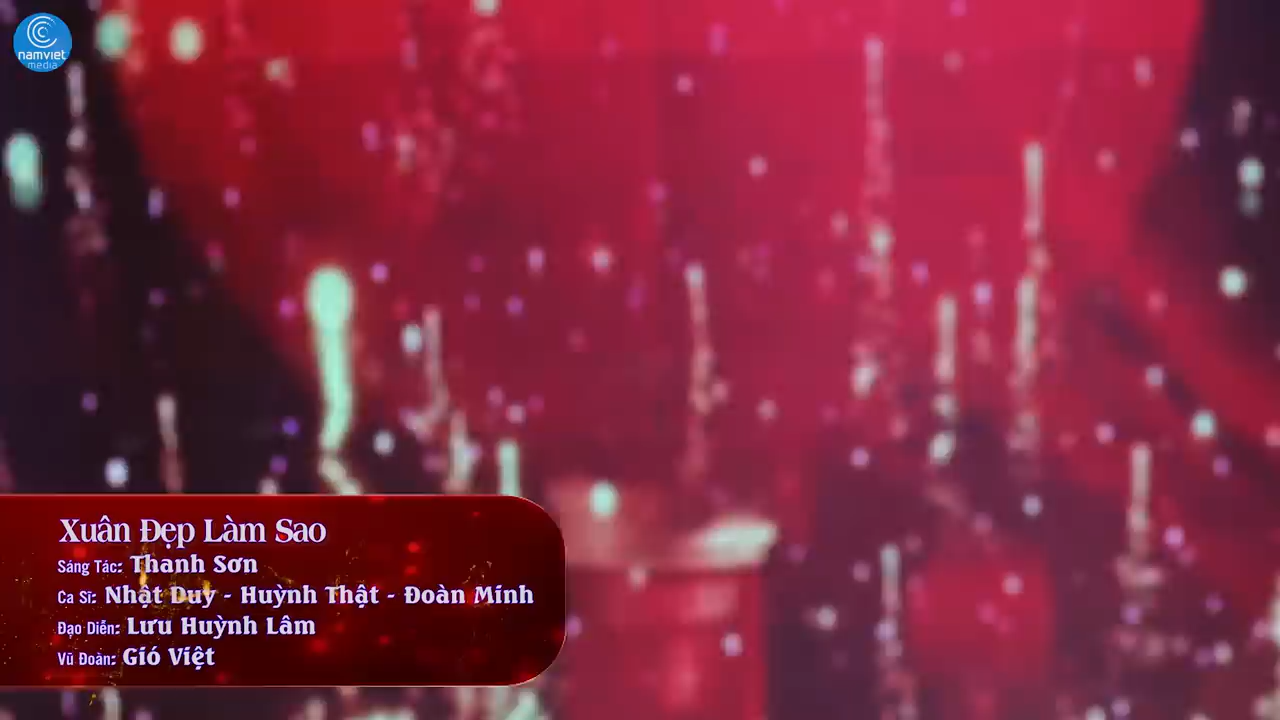 namviet
media
Xuân Đẹp Làm Sao
Sáng Tác: Thanh Sơn
Ca Sĩ: Nhật Duy - Huỳnh Thật - Đoàn Minh
Đạo Diễn: Lưu Huỳnh Lâm
Vũ Đoàn: Gió Việt